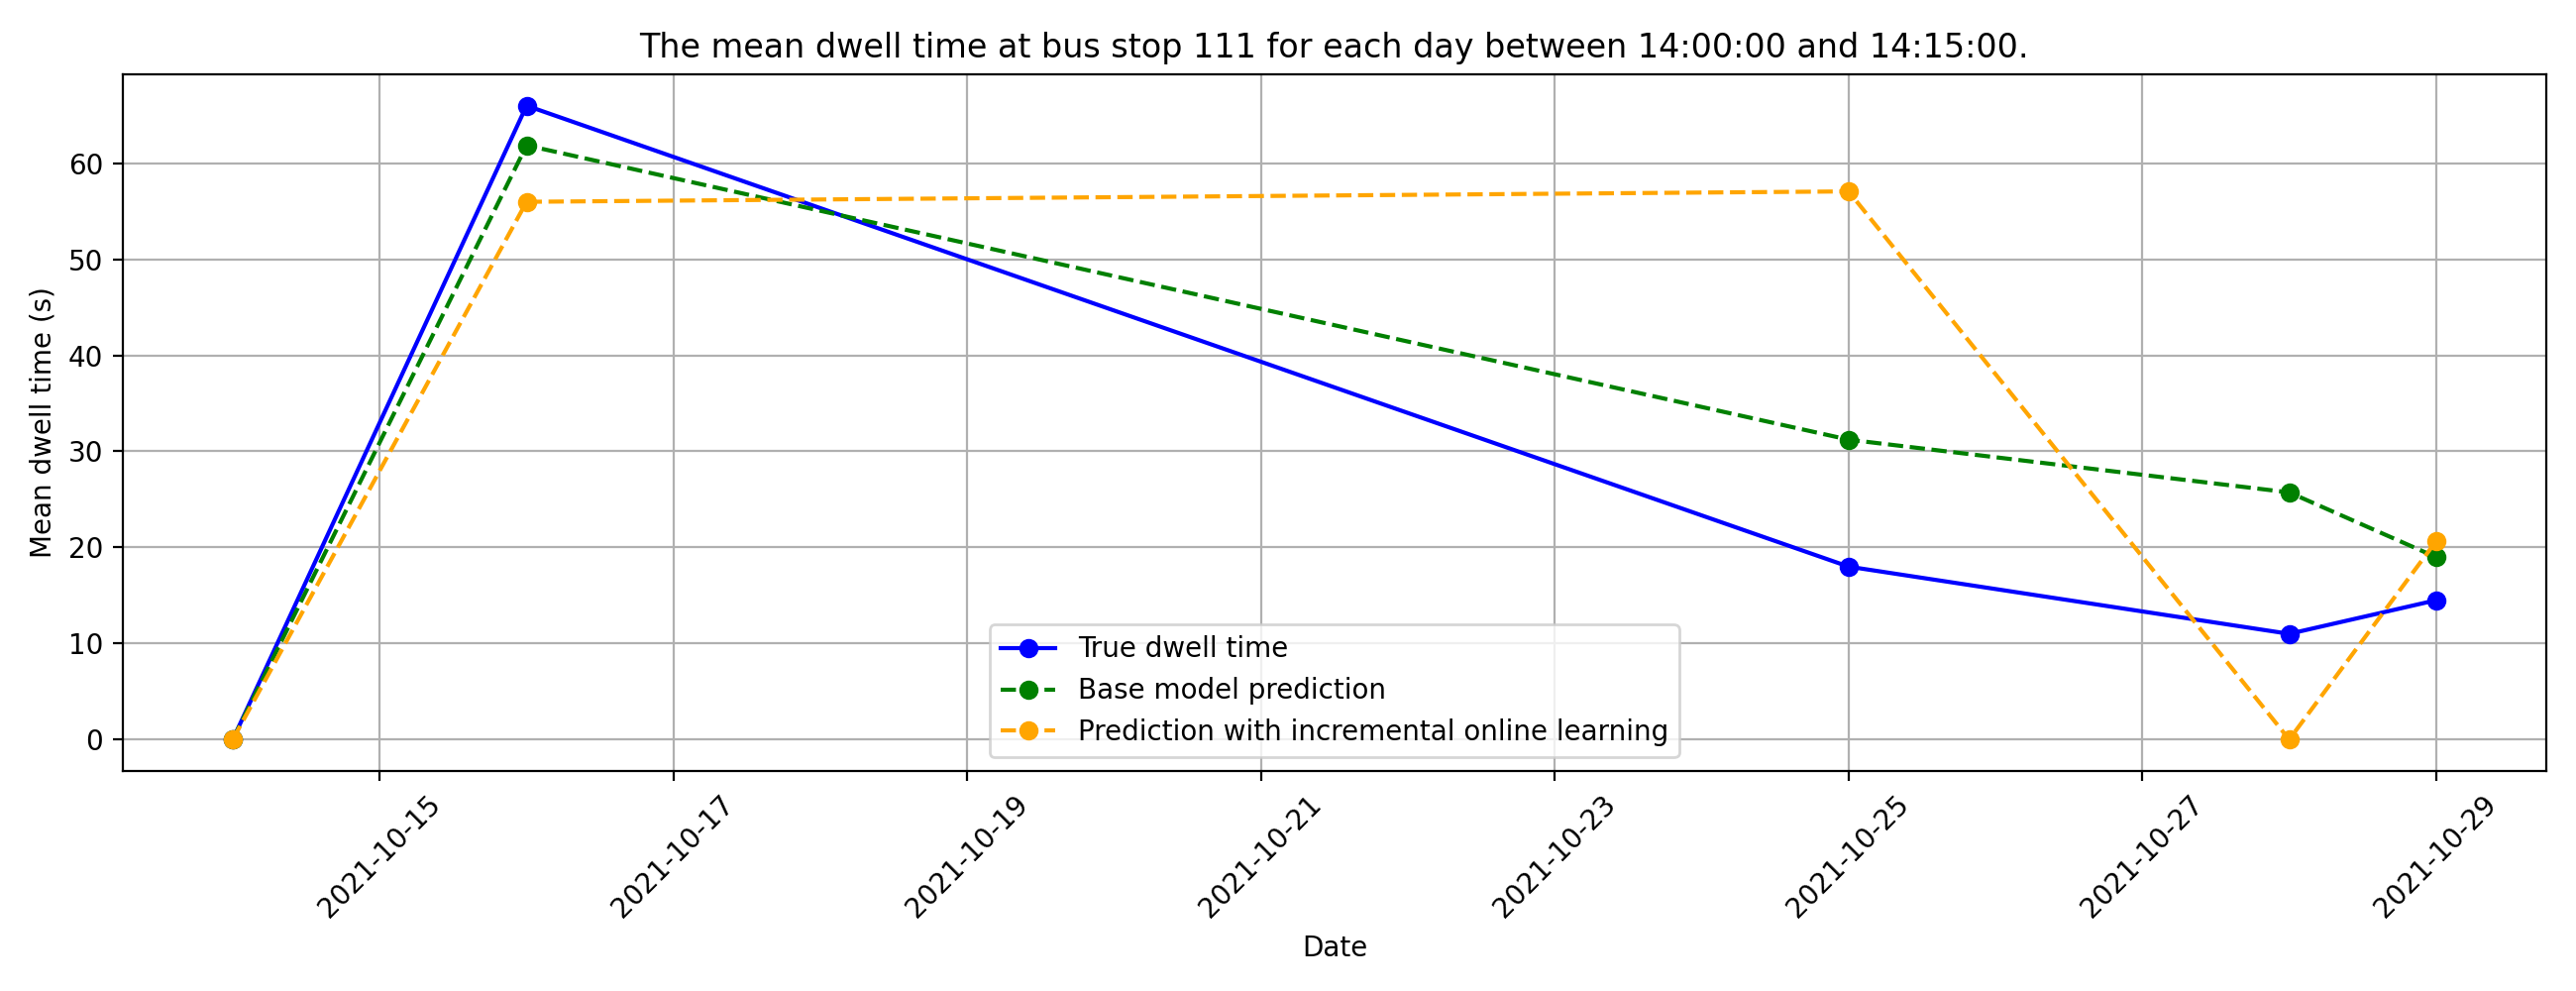 The mean dwell time at bus stop 111 for each day between 14:00:00 and 14:15:00.
Mean dwell time (s)
60
50
40
30
20
10
0
True dwell time
Base model prediction
Prediction with incremental online learning
2021-10-15
2021-10-17
2021-10-19
2021-10-21
2021-10-23
2021-10-25
2021-10-27
2021-10-29
Date